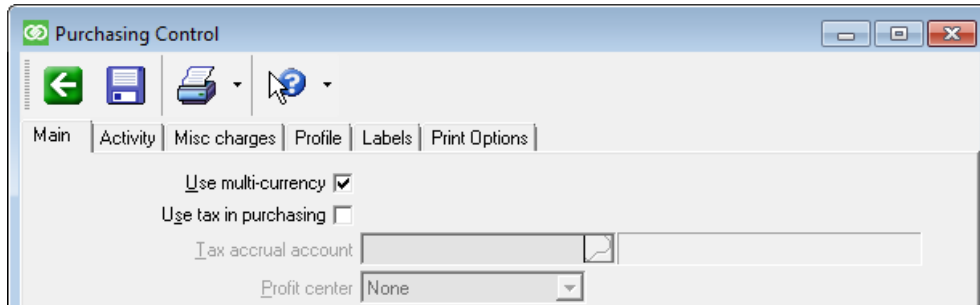 Purchasing Control
Main Activity Misc charges Profile Labels Print Options
Use multi-currency
Use tax in purchasing
Tax accrual account
Profit center None